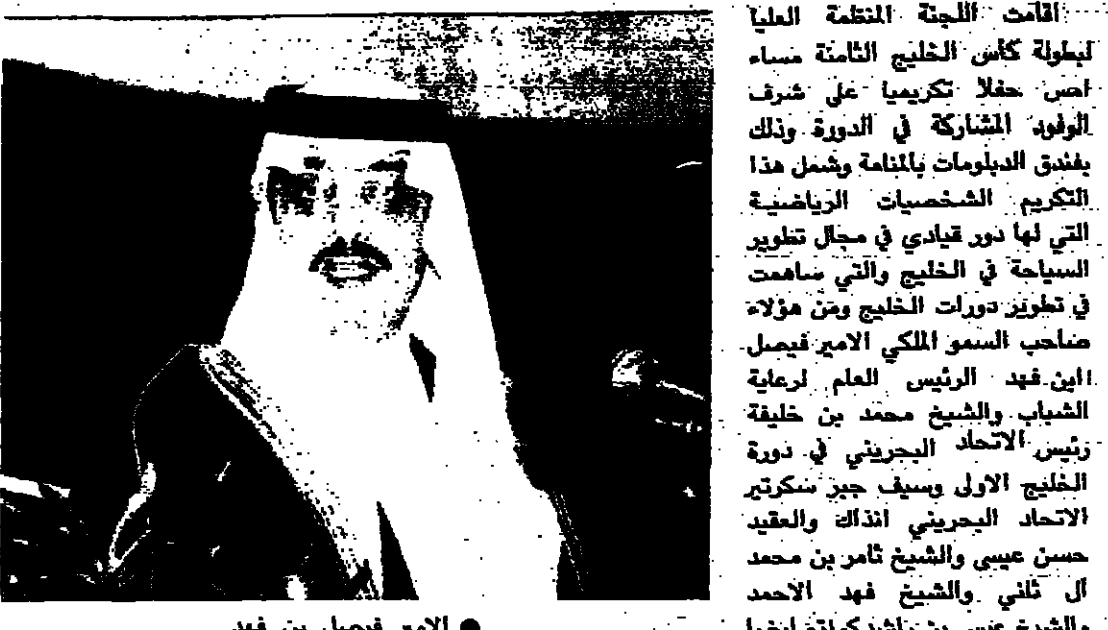 اقامت اللجنة المنظمة العليا
لبطولة كأس الخليج الثامنة مساء
امس حفلا تكريميا على شرف
الوفود المشاركة في الدورة وذلك
بفندق الدبلومات بالمنامة وشمل هذا
التكريم الشخصيات الرياضية
التي لها دور قيادي في مجال تطوير
السياحة في الخليج والتي ساهمت
في تطوير دورات الخليج ومن هؤلاء
صاحب السمو الملكي الامير فيصل
ابن فهد الرئيس العام لرعاية
الشباب والشيخ محمد بن خليفة
رئيس الاتحاد البحريني في دورة
الخليج الاولى وسيف جبر سكرتير
الاتحاد البحريني انذاك والعقيد
حسن عيسى والشيخ ثامر بن محمد
آل ثاني والشيخ فهد الاحمد
والشيخ عيسى بن راشد
● الامير فيصل بن فهد